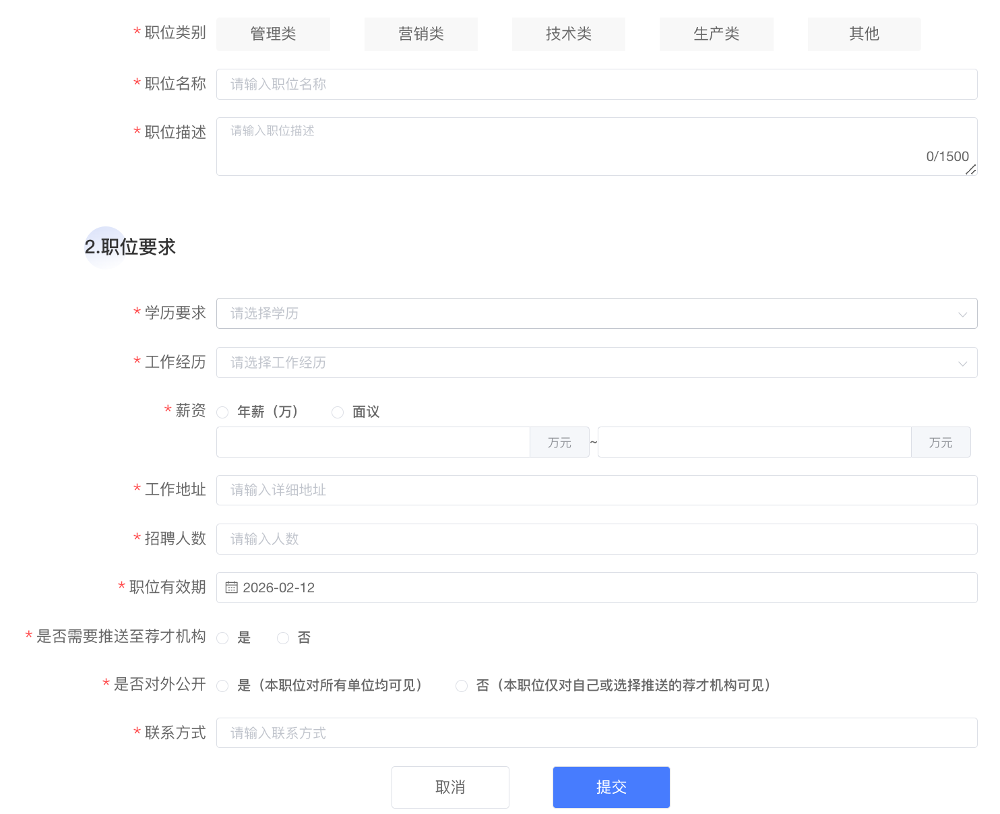 * 职位类别 管理类 营销类 技术类 生产类 其他
* 职位名称 请输入职位名称
* 职位描述 请输入职位描述
0/1500
2.职位要求
* 学历要求 请选择学历
* 工作经历 请选择工作经历
* 薪资 年薪（万） 面议
万元 ~ 万元
* 工作地址 请输入详细地址
* 招聘人数 请输入人数
* 职位有效期 2026-02-12
* 是否需要推送至荐才机构 是 否
* 是否对外公开 是（本职位对所有单位均可见） 否（本职位仅对自己或选择推送的荐才机构可见）
* 联系方式 请输入联系方式
取消 提交